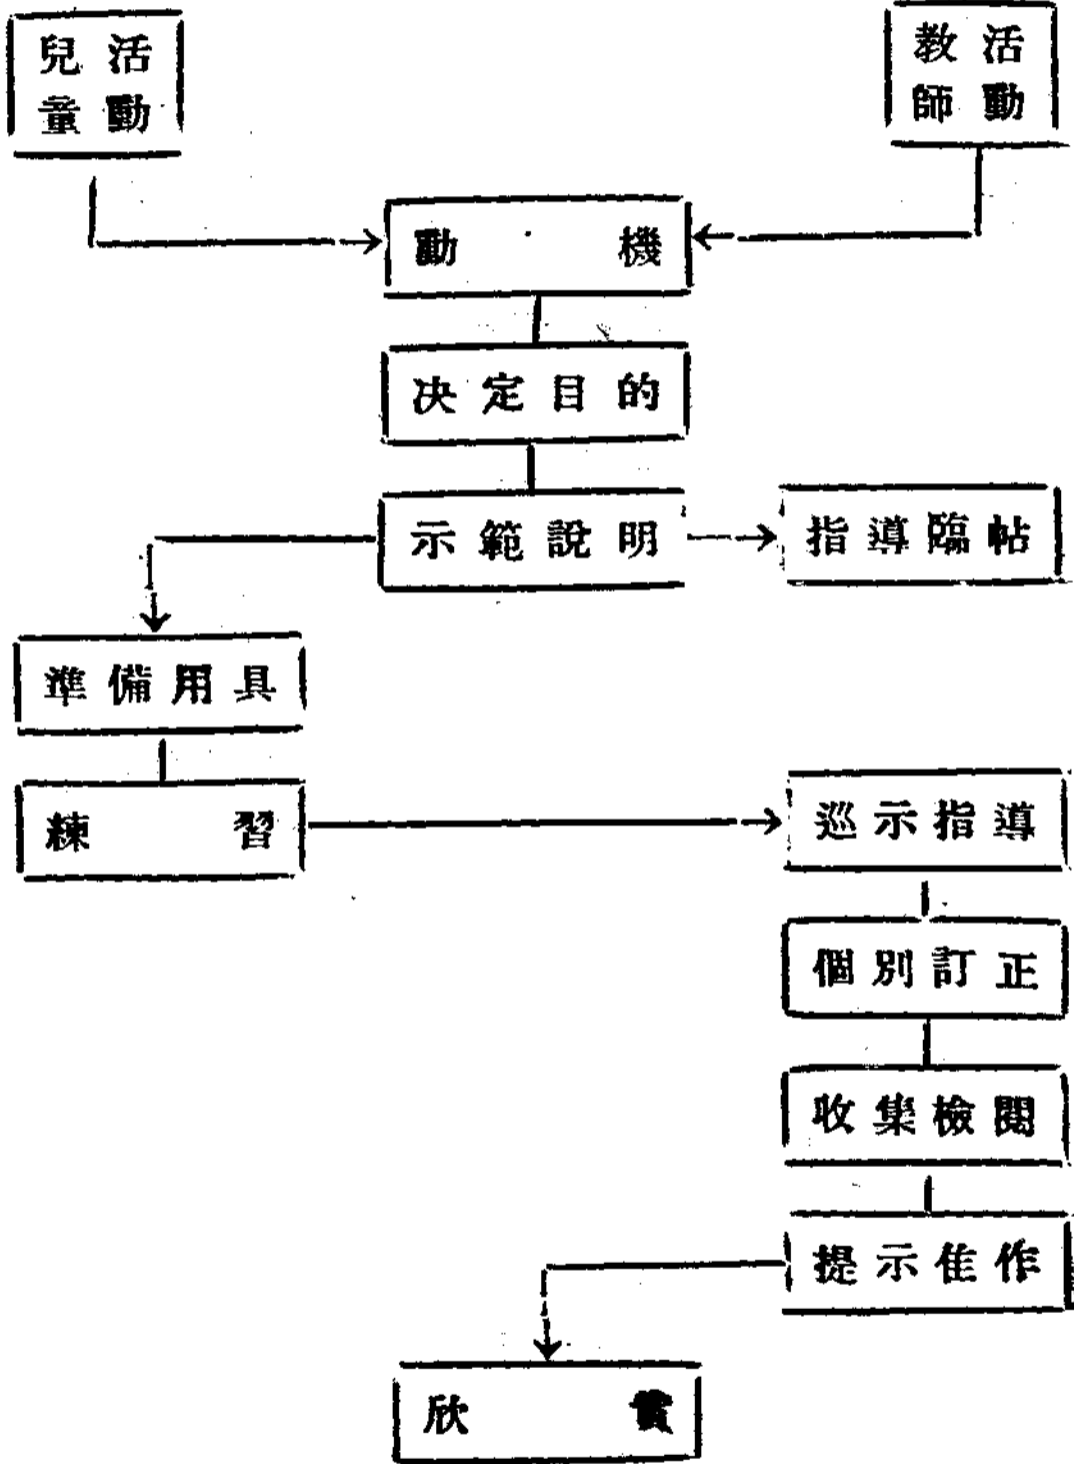 兒童活動
教師活動
動機
決定目的
示範說明
指導臨帖
準備用具
練習
巡示指導
個別訂正
收集檢閱
提示佳作
欣賞